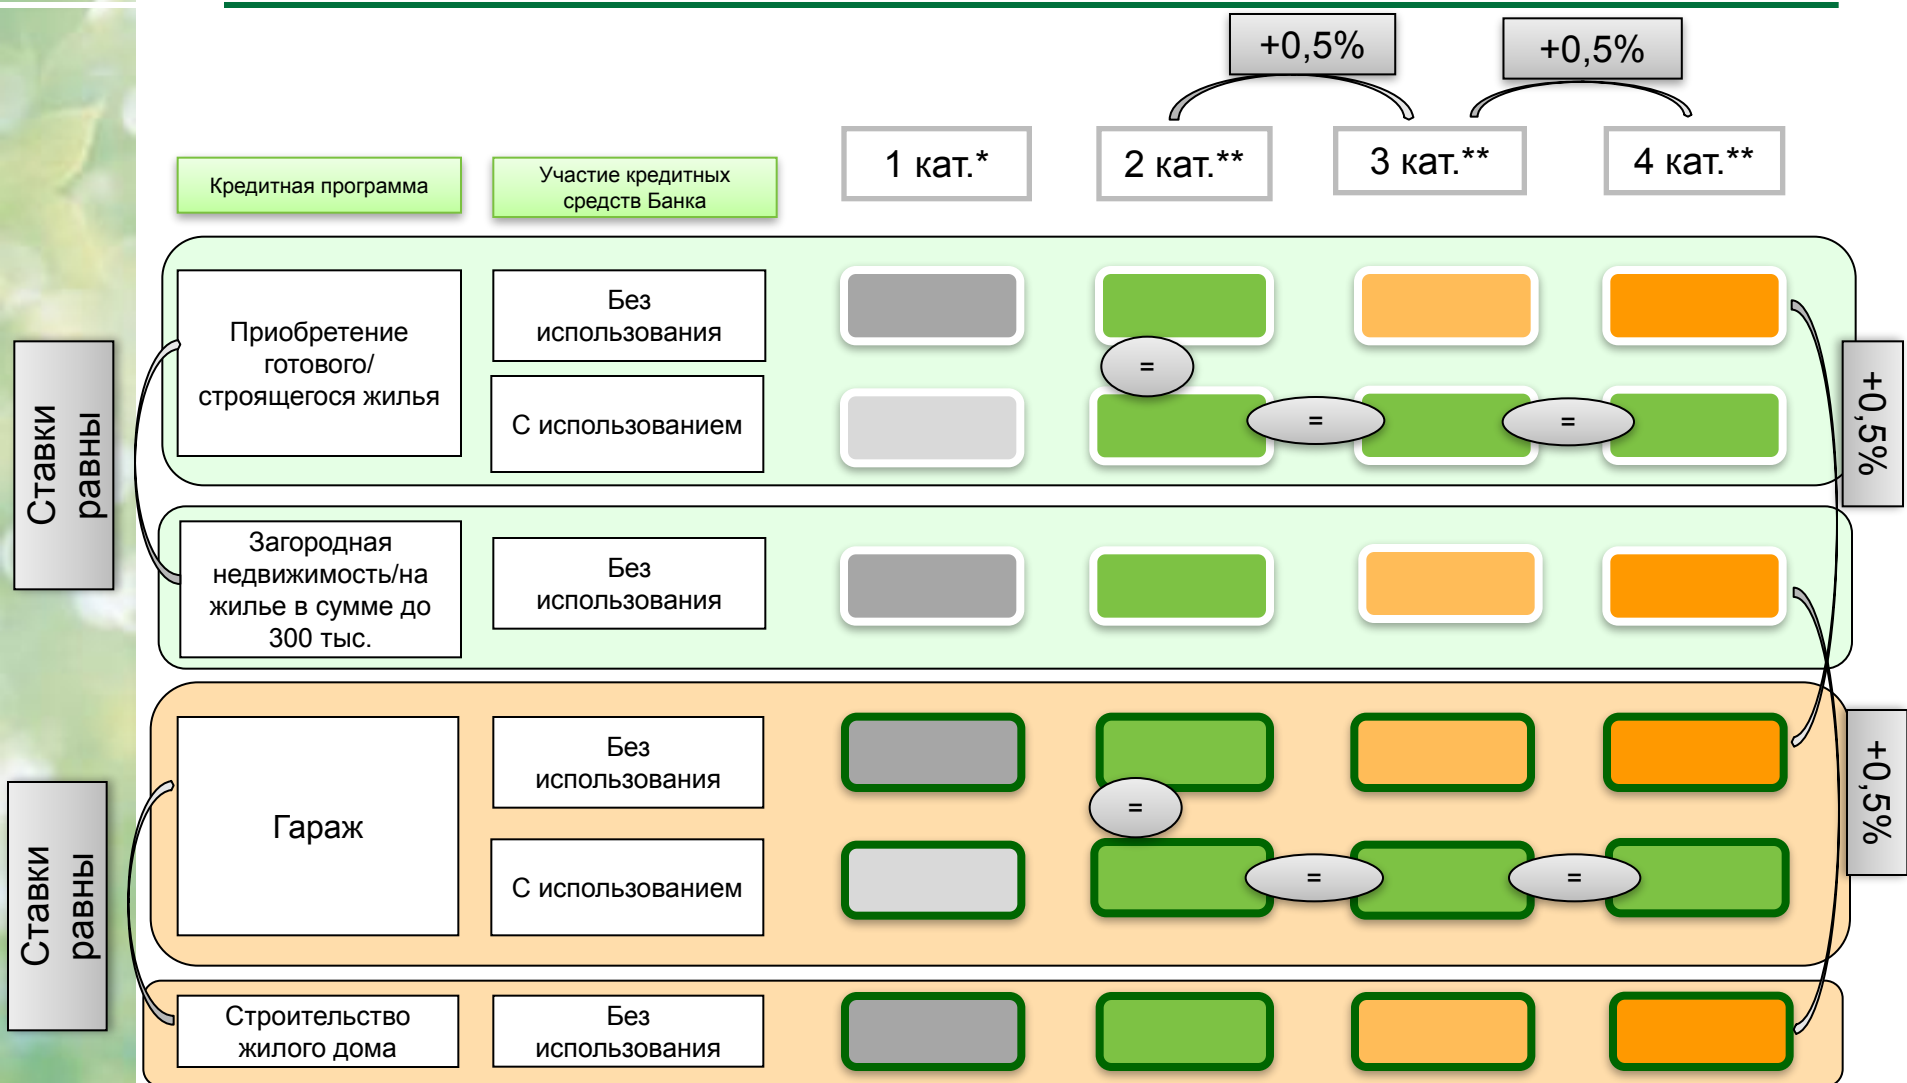 +0,5%
+0,5%
Кредитная программа
Участие кредитных
средств Банка
1 кат.*
2 кат.**
3 кат.**
4 кат.**
Ставки
равны
Приобретение
готового/
строящегося жилья
Без
использования
=
С использованием
=
=
+0,5%
Загородная
недвижимость/на
жилье в сумме до
300 тыс.
Без
использования
Ставки
равны
Гараж
Без
использования
=
С использованием
=
=
+0,5%
Строительство
жилого дома
Без
использования